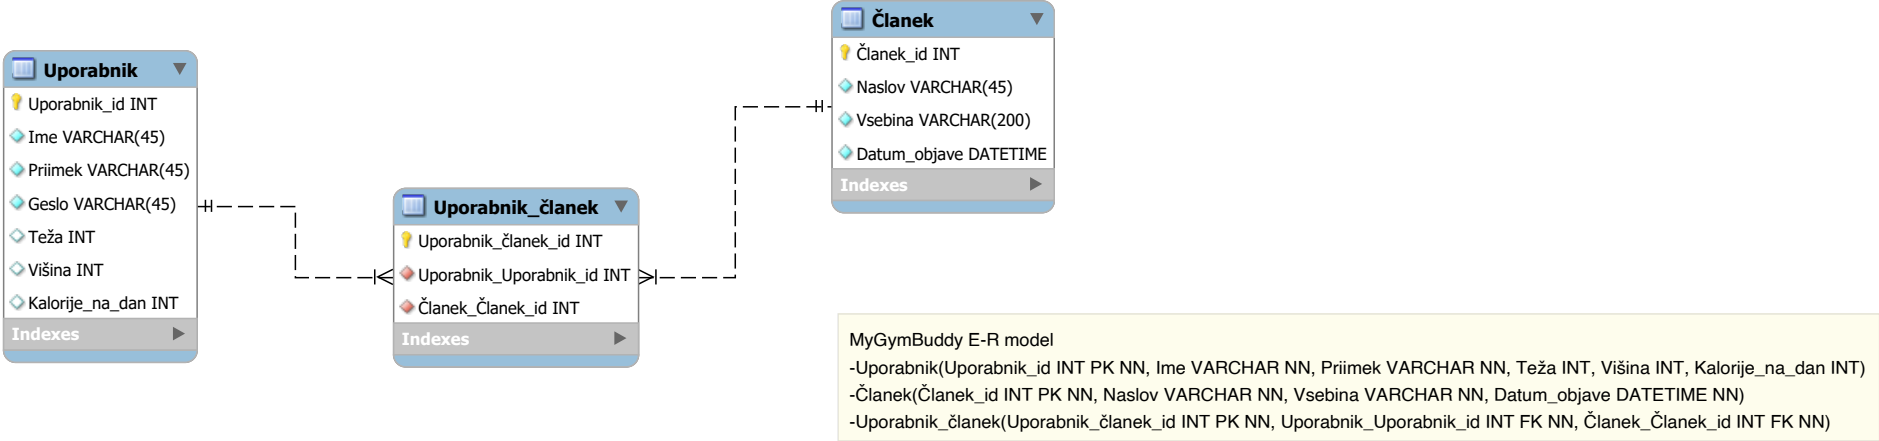 Uporabnik
Uporabnik_id INT
Ime VARCHAR(45)
Priimek VARCHAR(45)
Geslo VARCHAR(45)
Teža INT
Višina INT
Kalorije_na_dan INT
Indexes
Uporabnik_članek
Uporabnik_članek_id INT
Uporabnik_Uporabnik_id INT
Članek_Članek_id INT
Indexes
Članek
Članek_id INT
Naslov VARCHAR(45)
Vsebina VARCHAR(200)
Datum_objave DATETIME
Indexes
MyGymBuddy E-R model
-Uporabnik(Uporabnik_id INT PK NN, Ime VARCHAR NN, Priimek VARCHAR NN, Teža INT, Višina INT, Kalorije_na_dan INT)
-Članek(Članek_id INT PK NN, Naslov VARCHAR NN, Vsebina VARCHAR NN, Datum_objave DATETIME NN)
-Uporabnik_članek(Uporabnik_članek_id INT PK NN, Uporabnik_Uporabnik_id INT FK NN, Članek_Članek_id INT FK NN)